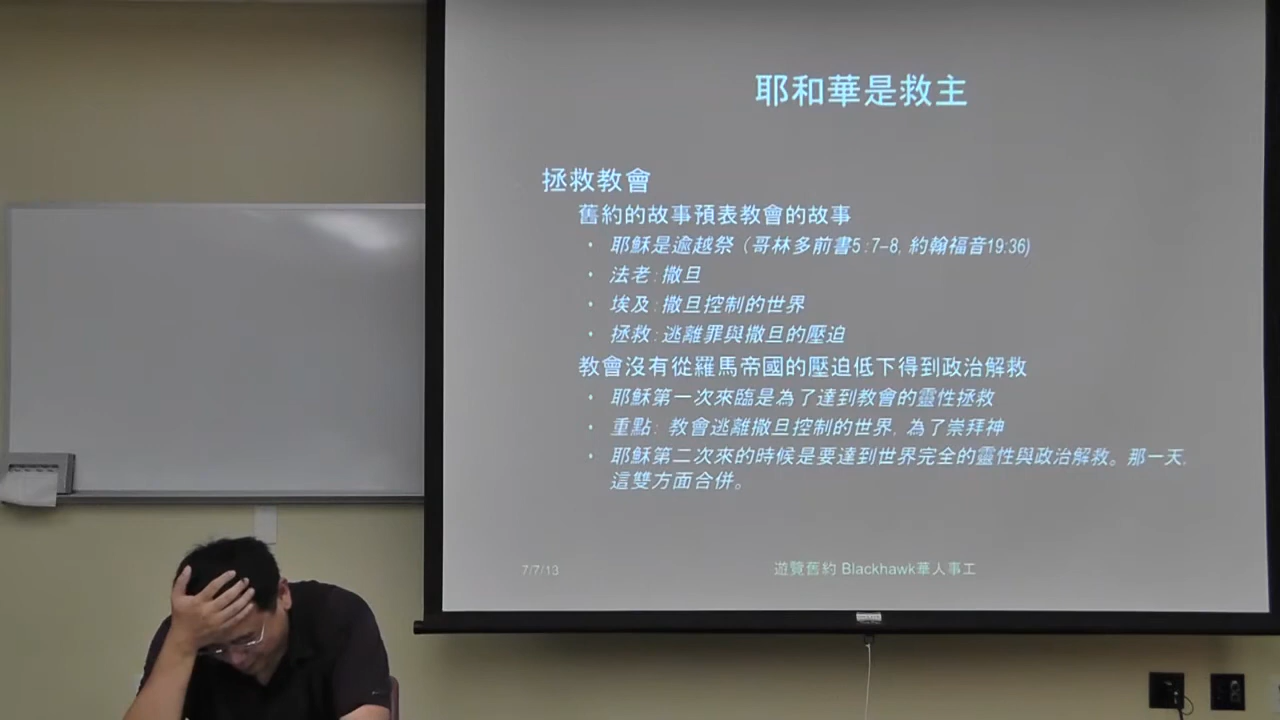 耶和華是救主
拯救教會
舊約的故事預表教會的故事
• 耶穌是逾越祭（哥林多前書5:7–8, 約翰福音19:36)
• 法老:撒旦
• 埃及:撒旦控制的世界
• 拯救:逃離罪與撒旦的壓迫
教會沒有從羅馬帝國的壓迫低下得到政治解救
• 耶穌第一次來臨是為了達到教會的靈性拯救
• 重點: 教會逃離撒旦控制的世界, 為了崇拜神
• 耶穌第二次來的時候是要達到世界完全的靈性與政治解救。那一天,
這雙方面合併。
7/7/13
遊覽舊約 Blackhawk華人事工